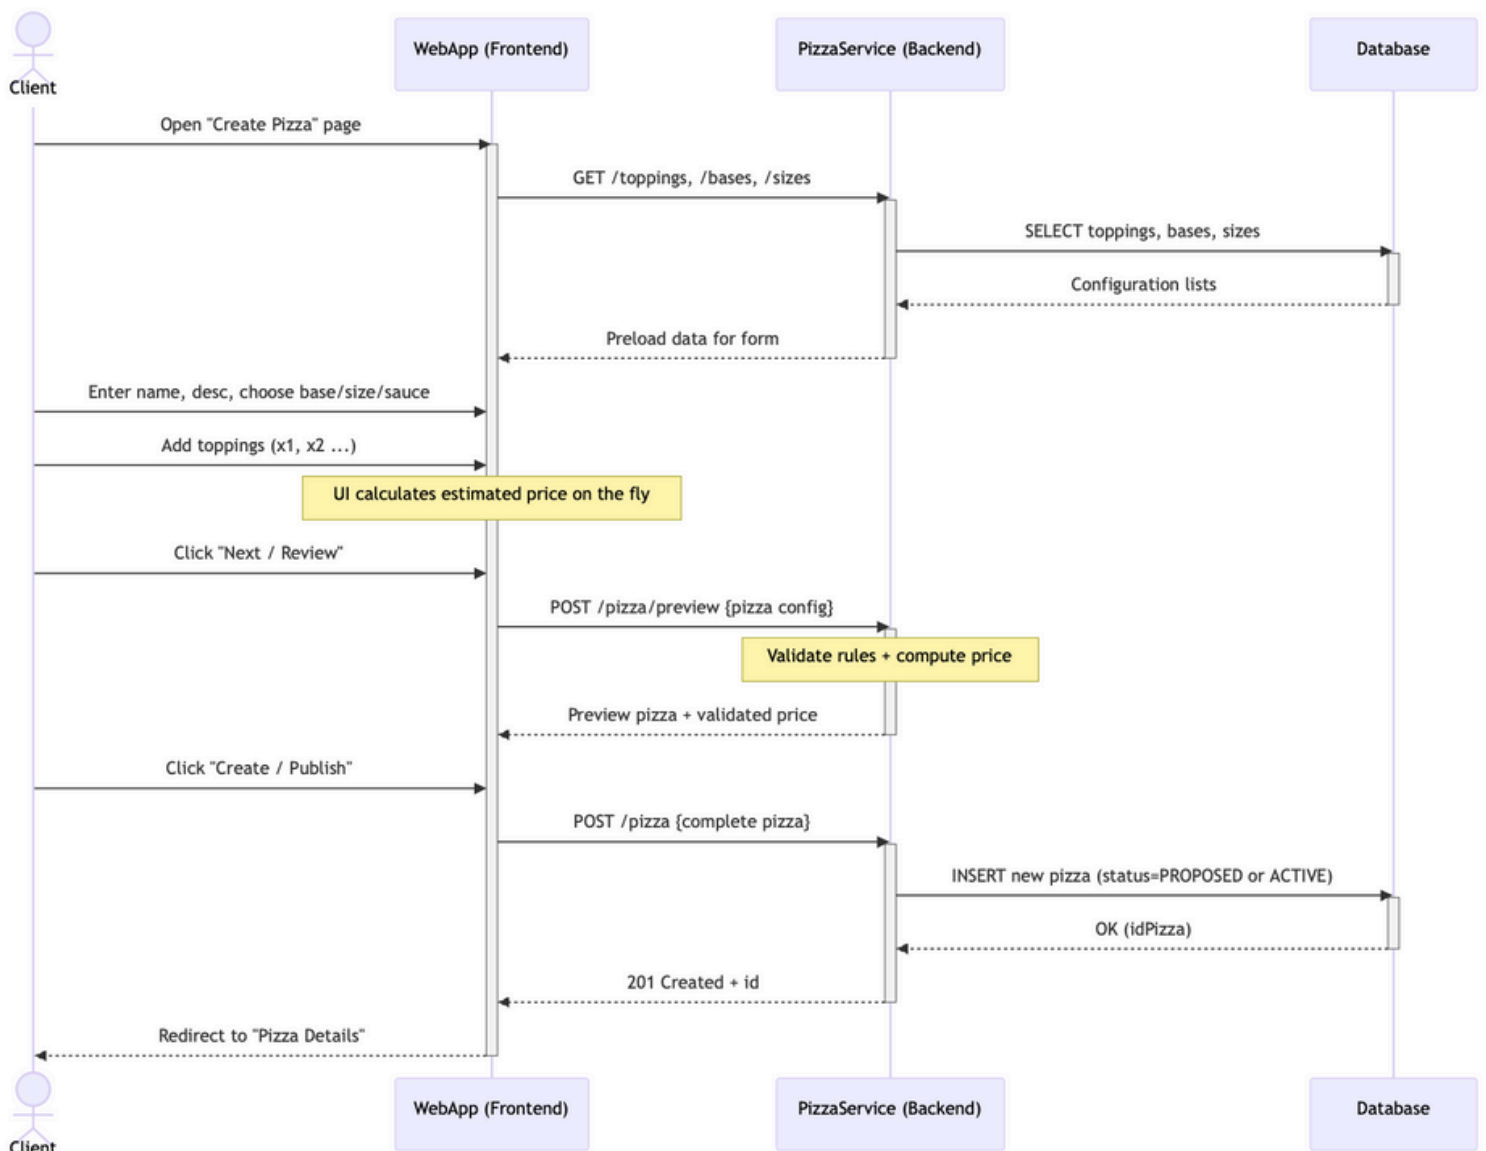 WebApp (Frontend)
PizzaService (Backend)
Database
Client
Open "Create Pizza" page
GET /toppings, /bases, /sizes
SELECT toppings, bases, sizes
Configuration lists
Preload data for form
Enter name, desc, choose base/size/sauce
Add toppings (x1, x2 ...)
UI calculates estimated price on the fly
Click "Next / Review"
POST /pizza/preview {pizza config}
Validate rules + compute price
Preview pizza + validated price
Click "Create / Publish"
POST /pizza {complete pizza}
INSERT new pizza (status=PROPOSED or ACTIVE)
OK (idPizza)
201 Created + id
Redirect to "Pizza Details"
WebApp (Frontend)
PizzaService (Backend)
Database
Client